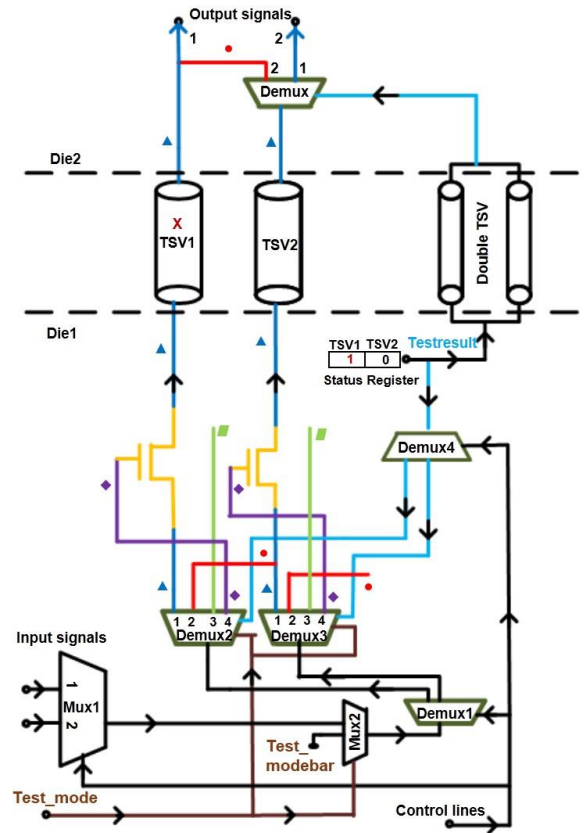 Output signals
1
2
2
1
Demux
Die2
X
TSV1
TSV2
Double TSV
Die1
TSV1 TSV2
Testresult
1 0
Status Register
Demux4
1 2 3 4
Demux2
1 2 3 4
Demux3
Input signals
1
2
Mux1
Mux2
Demux1
Test_
modebar
Test_mode
Control lines